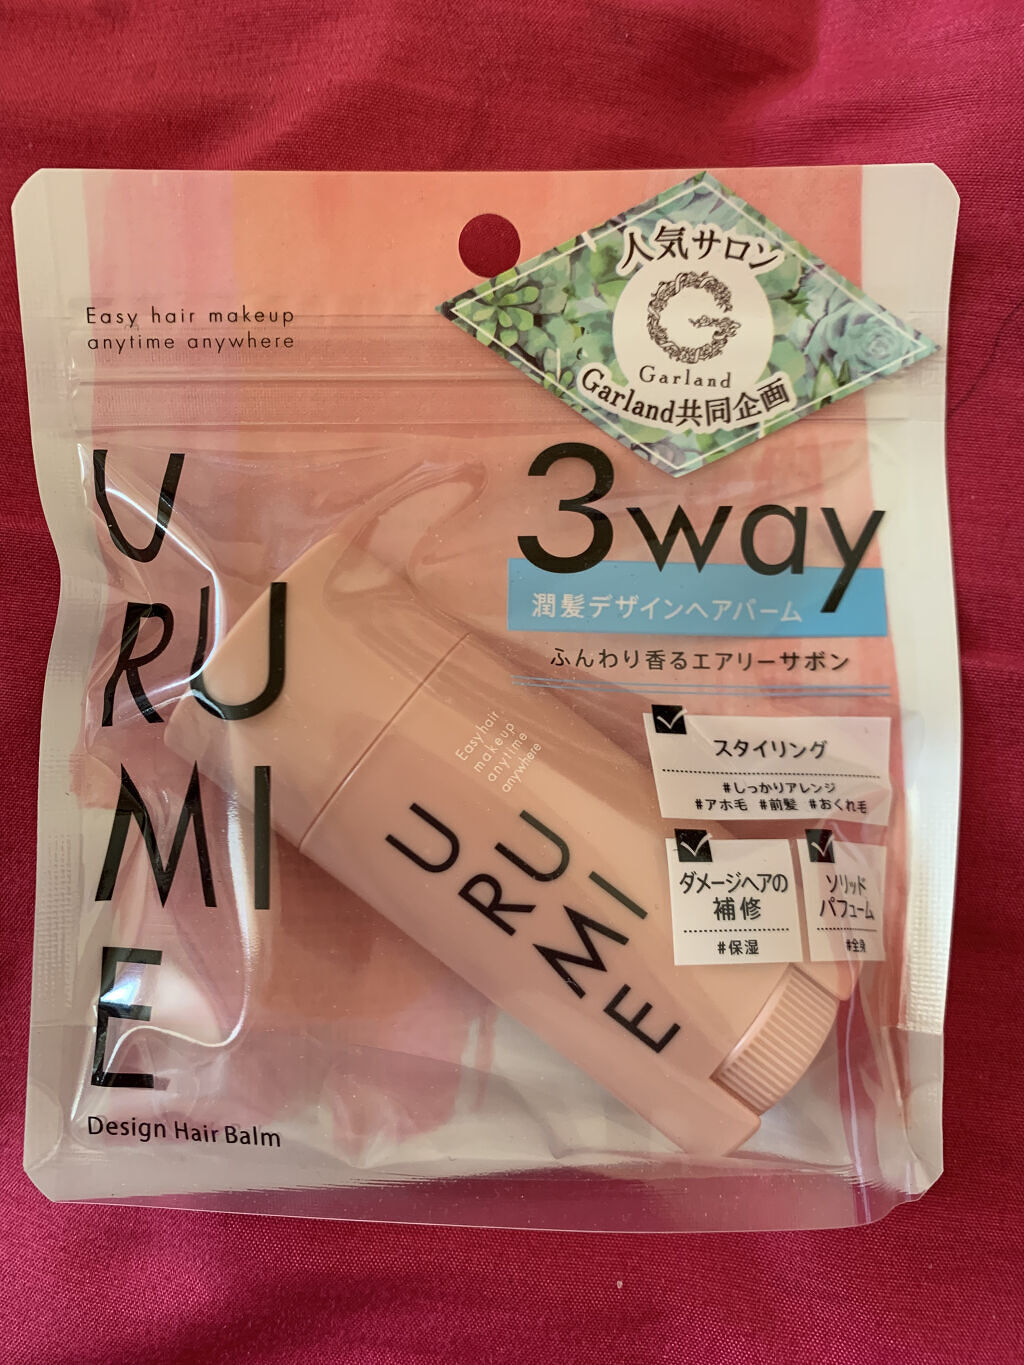 人気サロン
Garland
Garland共同企画
Easy hair makeup
anytime anywhere
URUMIE
Design Hair Balm
3way
潤髪デザインヘアバーム
ふんわり香るエアリーサボン
スタイリング
#しっかりアレンジ
#アホ毛 #前髪 #おくれ毛
ダメージヘアの
補修
#保湿
ソリッド
パフューム
#全身
Easy hair
makeup
anytime
anywhere
URUMIE